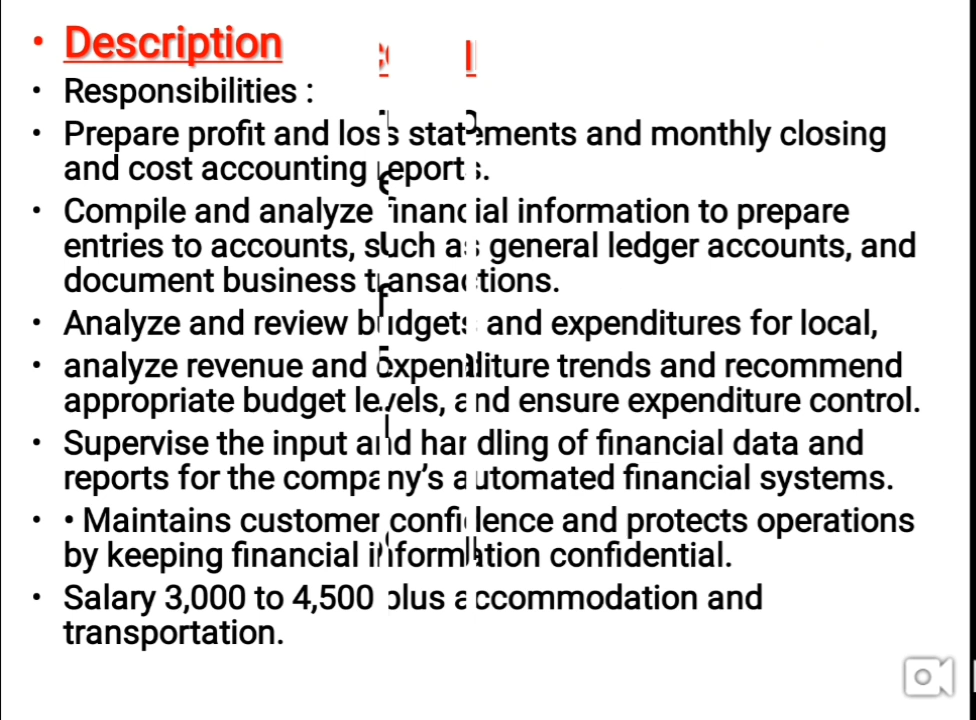 • Description
• Responsibilities :
• Prepare profit and loss statements and monthly closing
and cost accounting reports.
• Compile and analyze financial information to prepare
entries to accounts, such as general ledger accounts, and
document business transactions.
• Analyze and review budgets and expenditures for local,
• analyze revenue and expenditure trends and recommend
appropriate budget levels, and ensure expenditure control.
• Supervise the input and handling of financial data and
reports for the company’s automated financial systems.
• • Maintains customer confidence and protects operations
by keeping financial information confidential.
• Salary 3,000 to 4,500 plus accommodation and
transportation.